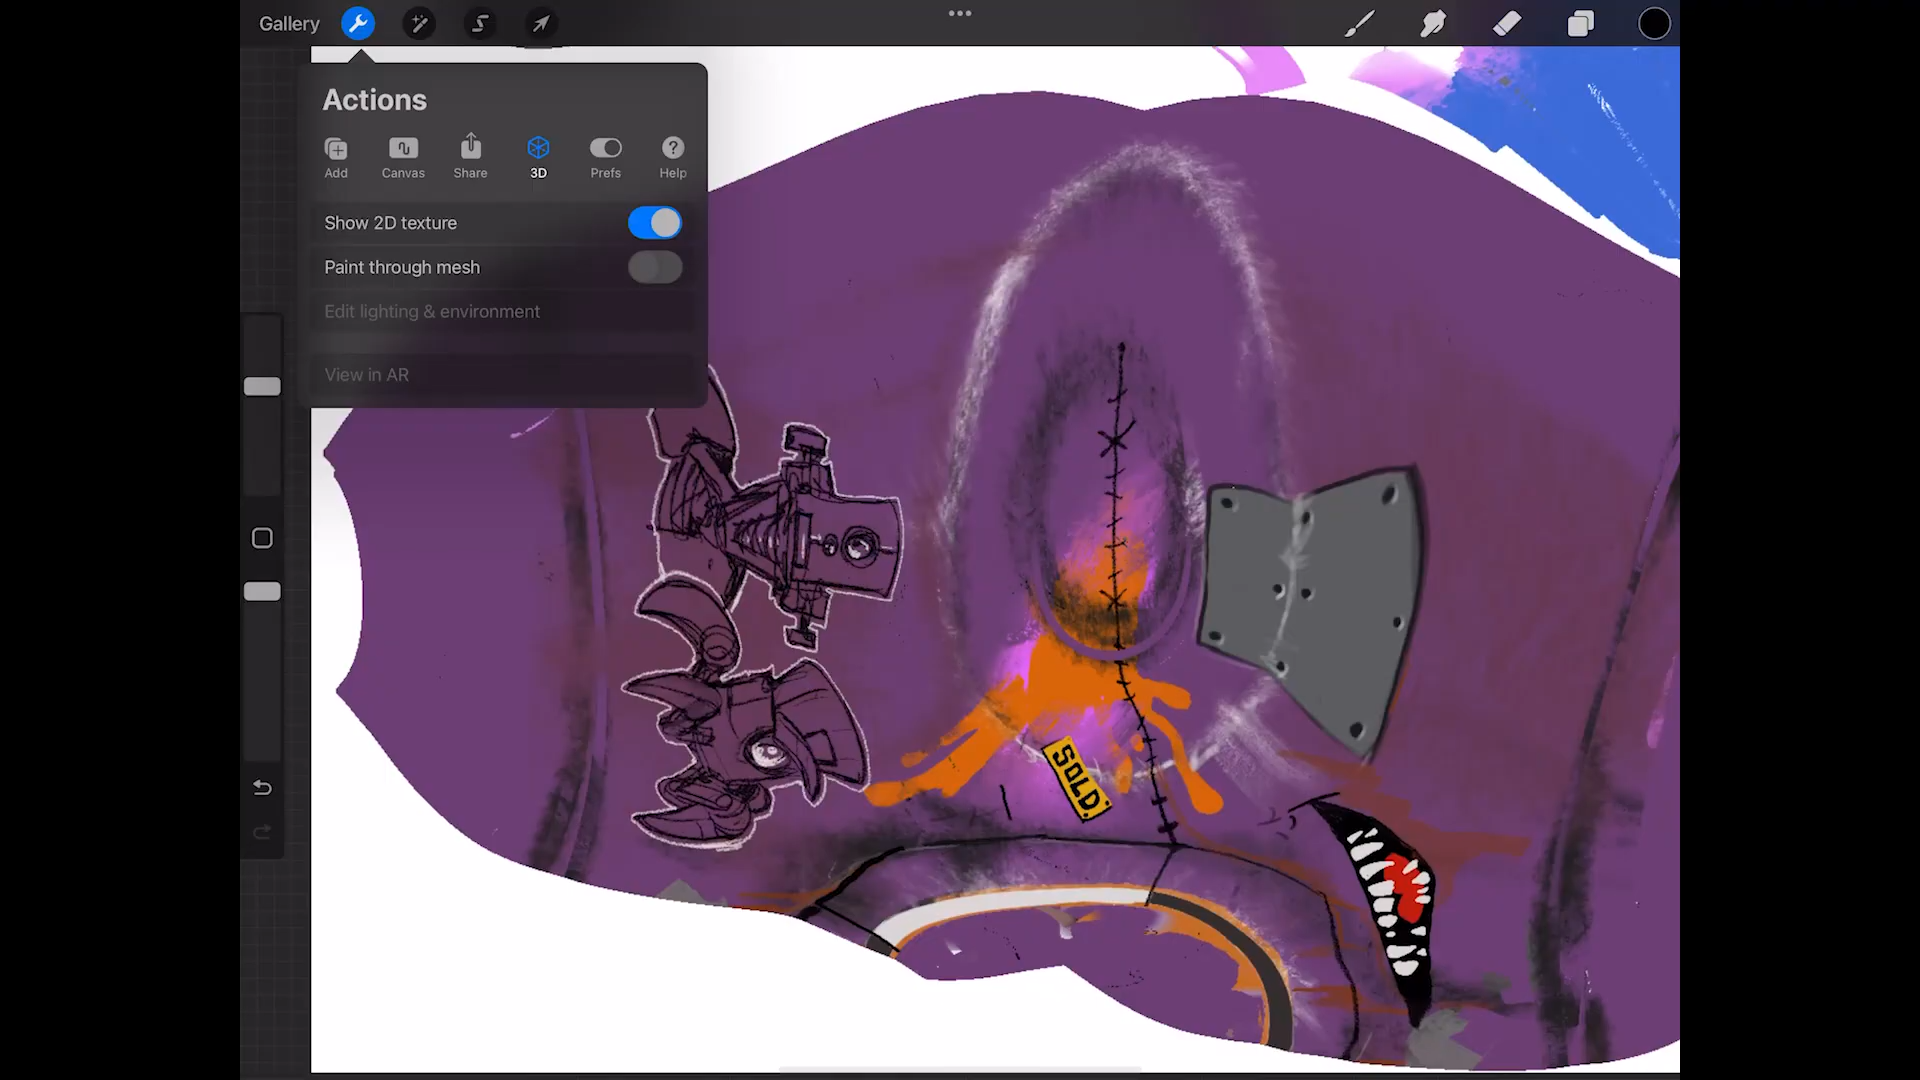 Gallery
Actions
Add
Canvas
Share
3D
Prefs
Help
Show 2D texture
Paint through mesh
Edit lighting & environment
View in AR
SOLD